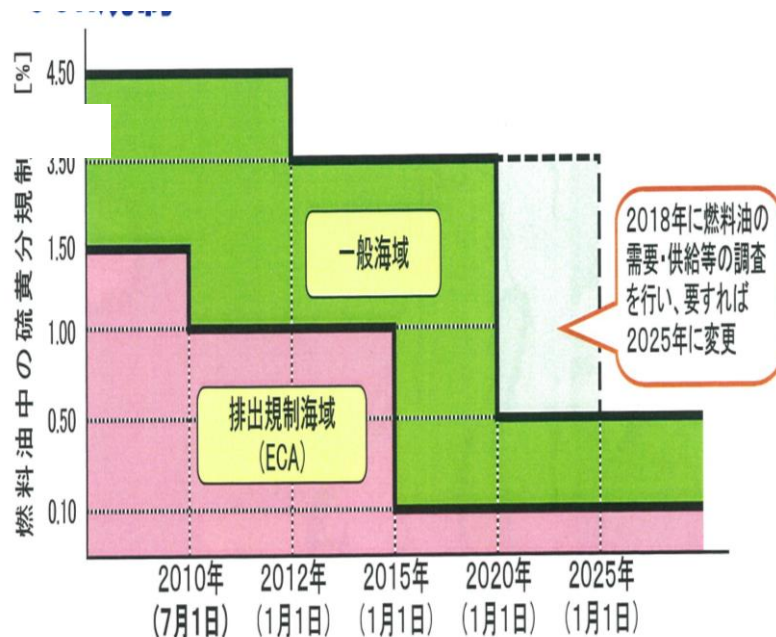 [%]
4.50
3.50
1.50
1.00
0.50
0.10
燃料油中の硫黄分規制
一般海域
排出規制海域
(ECA)
2018年に燃料油の
需要・供給等の調査
を行い、要すれば
2025年に変更
2010年
(7月1日)
2012年
(1月1日)
2015年
(1月1日)
2020年
(1月1日)
2025年
(1月1日)